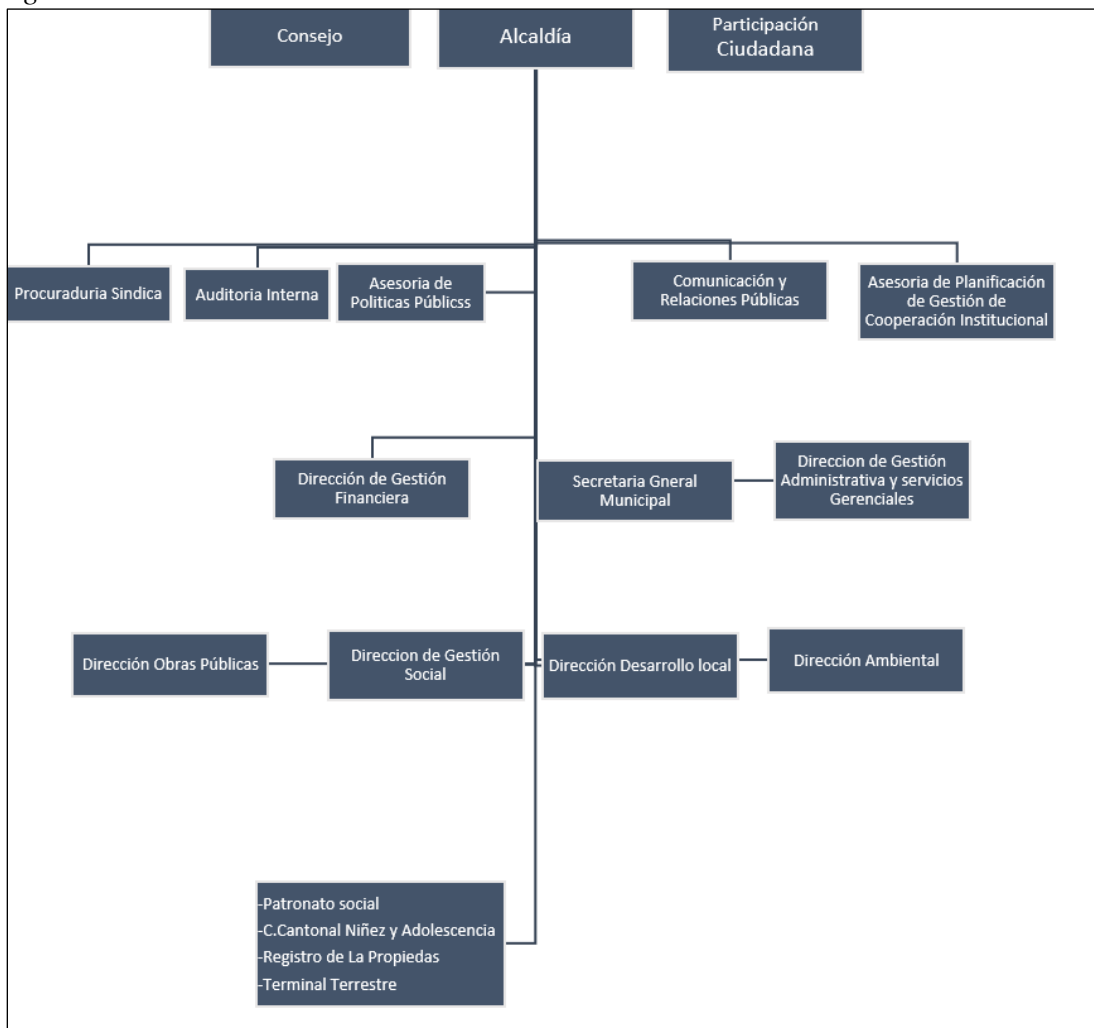 Consejo
Alcaldía
Participación
Ciudadana
Procuraduria Sindica
Auditoria Interna
Asesoria de
Politicas Públicss
Comunicación y
Relaciones Públicas
Asesoria de Planificación
de Gestión de
Cooperación Institucional
Dirección de Gestión
Financiera
Secretaria Gneral
Municipal
Direccion de Gestión
Administrativa y servicios
Gerenciales
Dirección Obras Públicas
Direccion de Gestión
Social
Dirección Desarrollo local
Dirección Ambiental
-Patronato social
-C.Cantonal Niñez y Adolescencia
-Registro de La Propiedas
-Terminal Terrestre